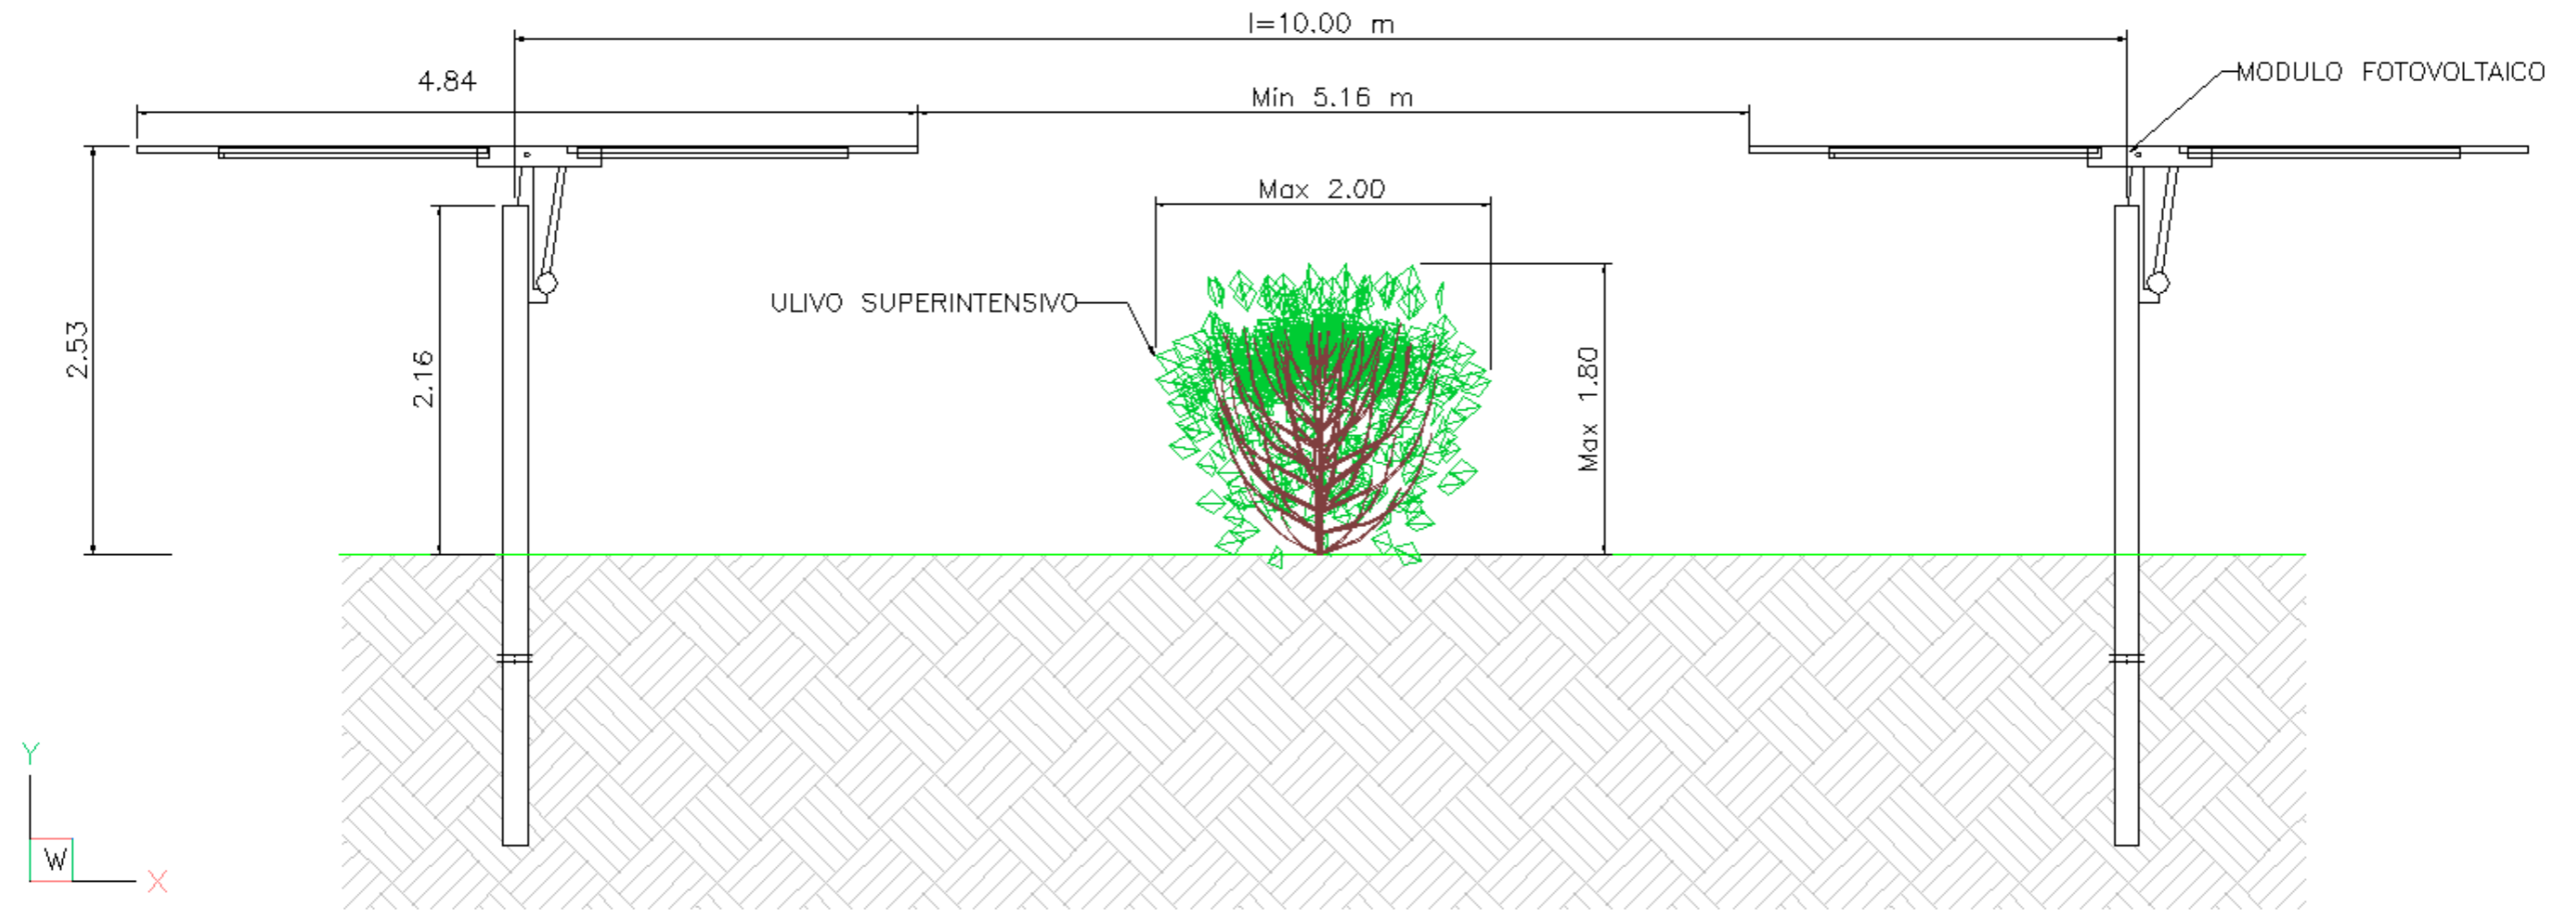 l=10.00 m
4.84
MODULO FOTOVOLTAICO
Min 5.16 m
Max 2.00
ULIVO SUPERINTENSIVO
2.53
2.16
Max 1.80
Y
W
X